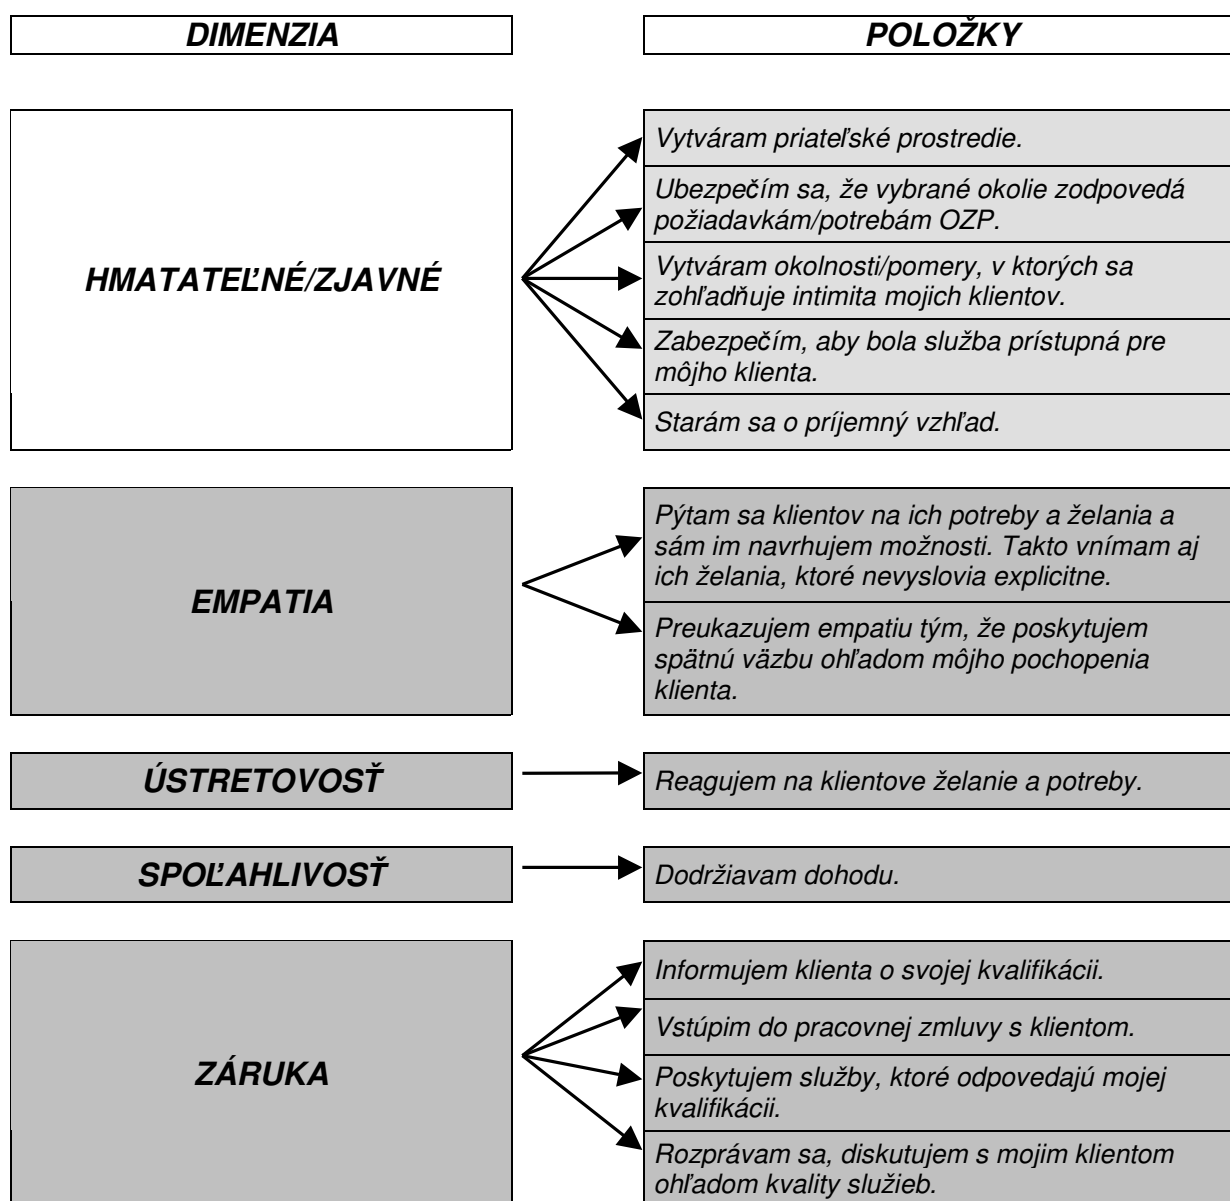 DIMENZIA
POLOŽKY
HMATATEĽNÉ/ZJAVNÉ
Vytváram priateľské prostredie.
Ubezpečím sa, že vybrané okolie zodpovedá
požiadavkám/potrebám OZP.
Vytváram okolnosti/pomery, v ktorých sa
zohľadňuje intimita mojich klientov.
Zabezpečím, aby bola služba prístupná pre
môjho klienta.
Starám sa o príjemný vzhľad.
EMPATIA
Pýtam sa klientov na ich potreby a želania a
sám im navrhujem možnosti. Takto vnímam aj
ich želania, ktoré nevyslovia explicitne.
Preukazujem empatiu tým, že poskytujem
spätnú väzbu ohľadom môjho pochopenia
klienta.
ÚSTRETOVOSŤ
Reagujem na klientove želanie a potreby.
SPOĽAHLIVOSŤ
Dodržiavam dohodu.
ZÁRUKA
Informujem klienta o svojej kvalifikácii.
Vstúpim do pracovnej zmluvy s klientom.
Poskytujem služby, ktoré odpovedajú mojej
kvalifikácii.
Rozprávam sa, diskutujem s mojim klientom
ohľadom kvality služieb.